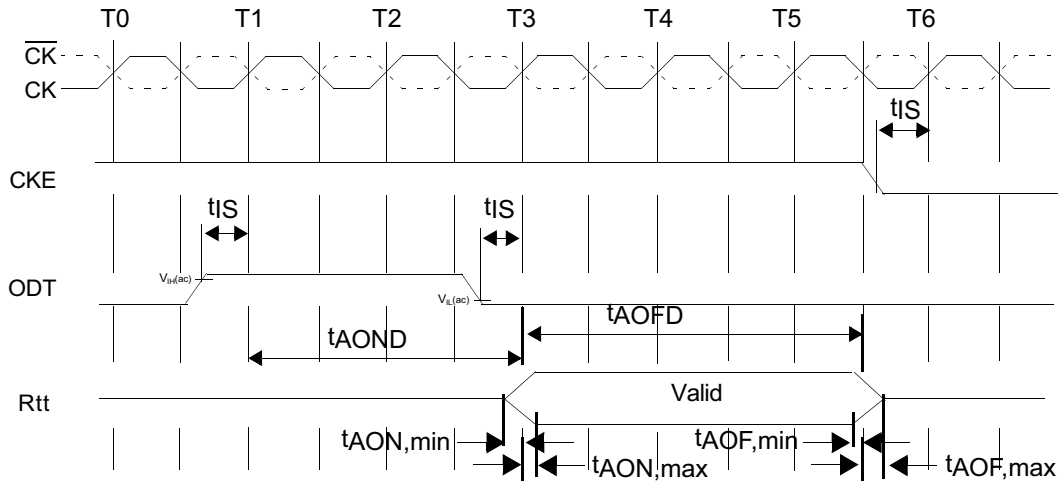 T0 T1 T2 T3 T4 T5 T6
CK
CK
tIS
CKE
tIS tIS
VIH(ac)
ODT
VIL(ac)
tAOFD
tAOND
Rtt
Valid
tAON,min tAOF,min
tAON,max tAOF,max